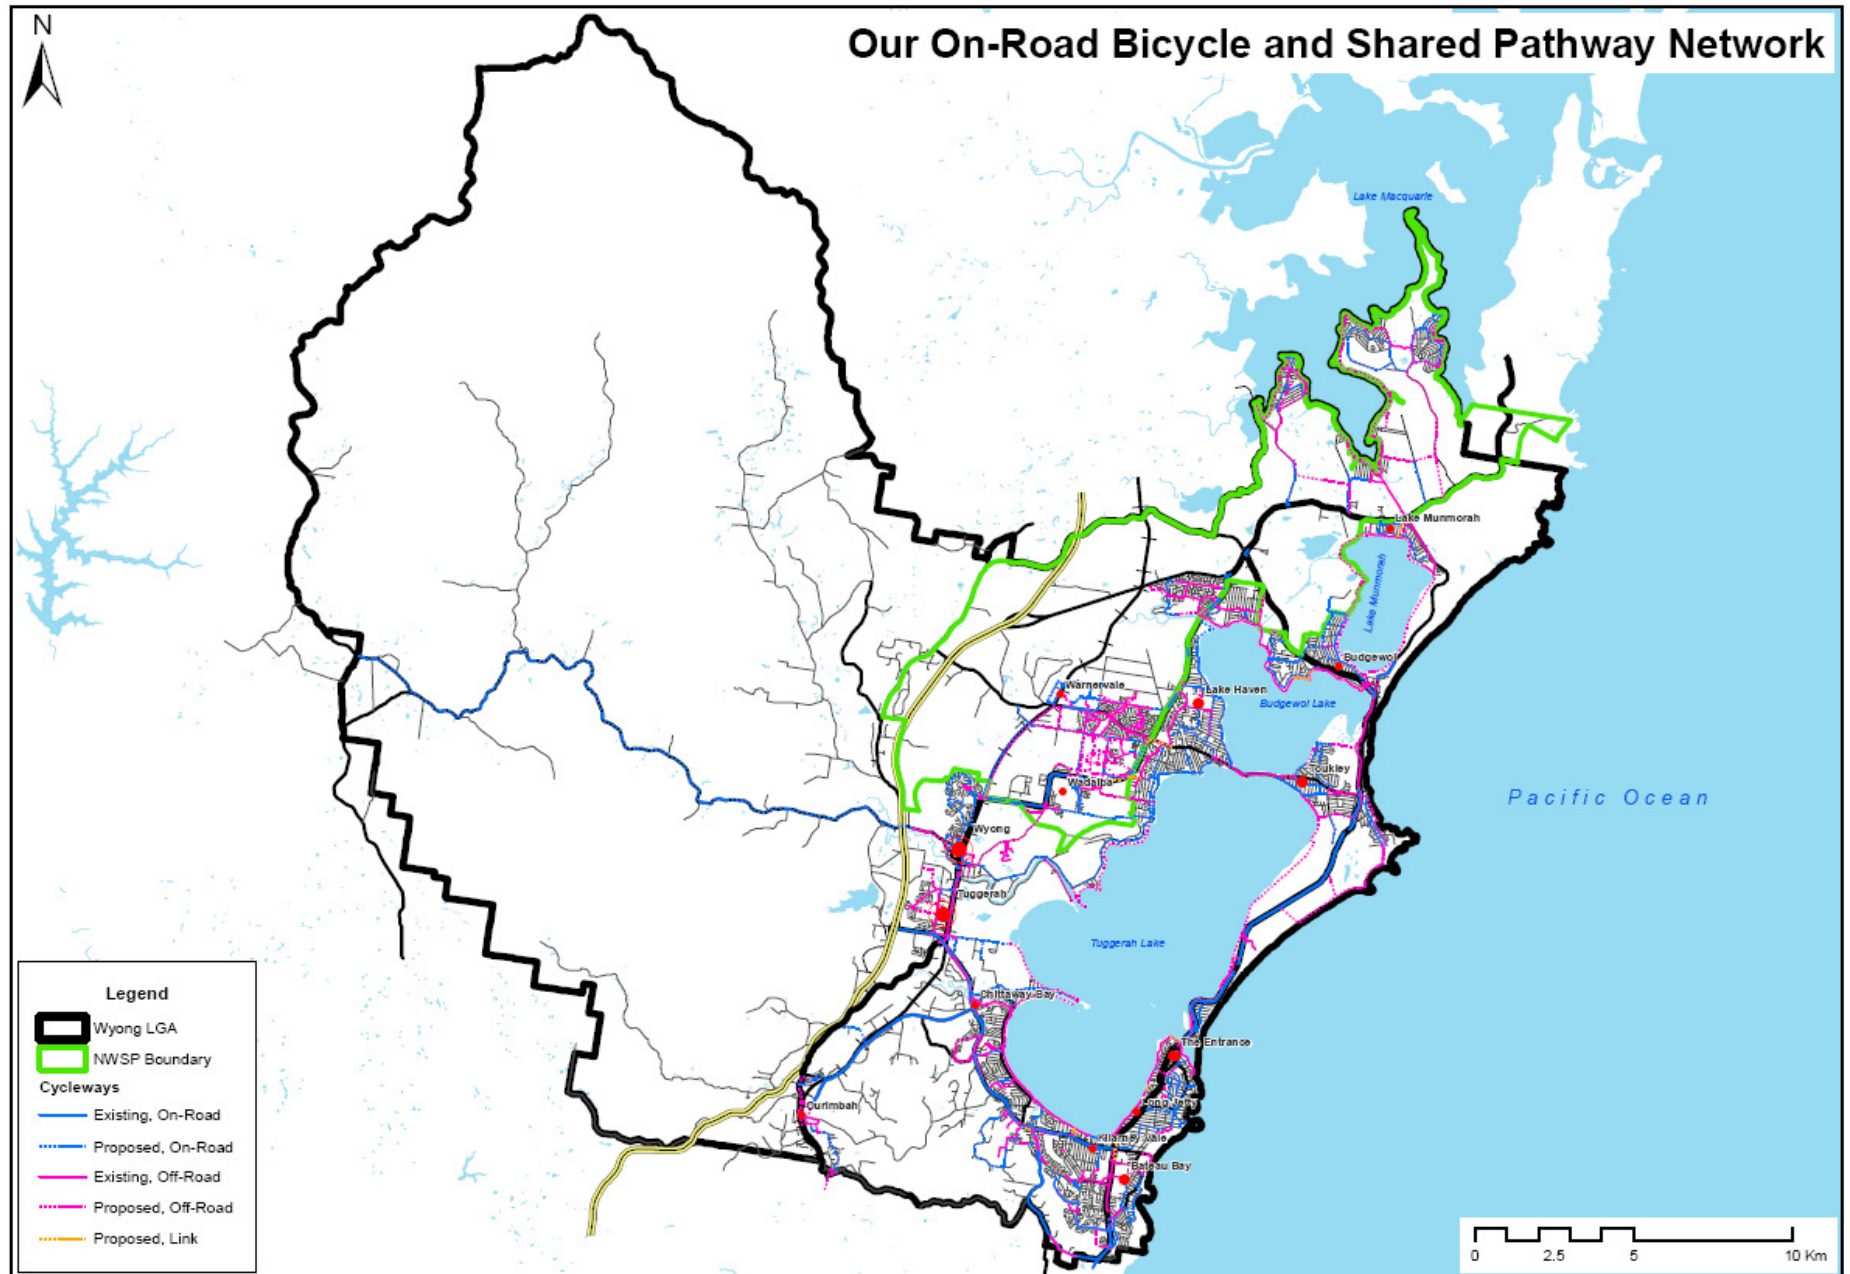 N
Our On-Road Bicycle and Shared Pathway Network
Lake Macquarie
Lake Munmorah
Lake Munmorah
Budgewoi
Warnervale
Lake Haven
Budgewoi Lake
Toukley
Wadalba
Pacific Ocean
Wyong
Tuggerah
Tuggerah Lake
Chittaway Bay
The Entrance
Long Jetty
Ourimbah
Killarney Vale
Bateau Bay
Legend
Wyong LGA
NWSP Boundary
Cycleways
Existing, On-Road
Proposed, On-Road
Existing, Off-Road
Proposed, Off-Road
Proposed, Link
0 2.5 5 10 Km